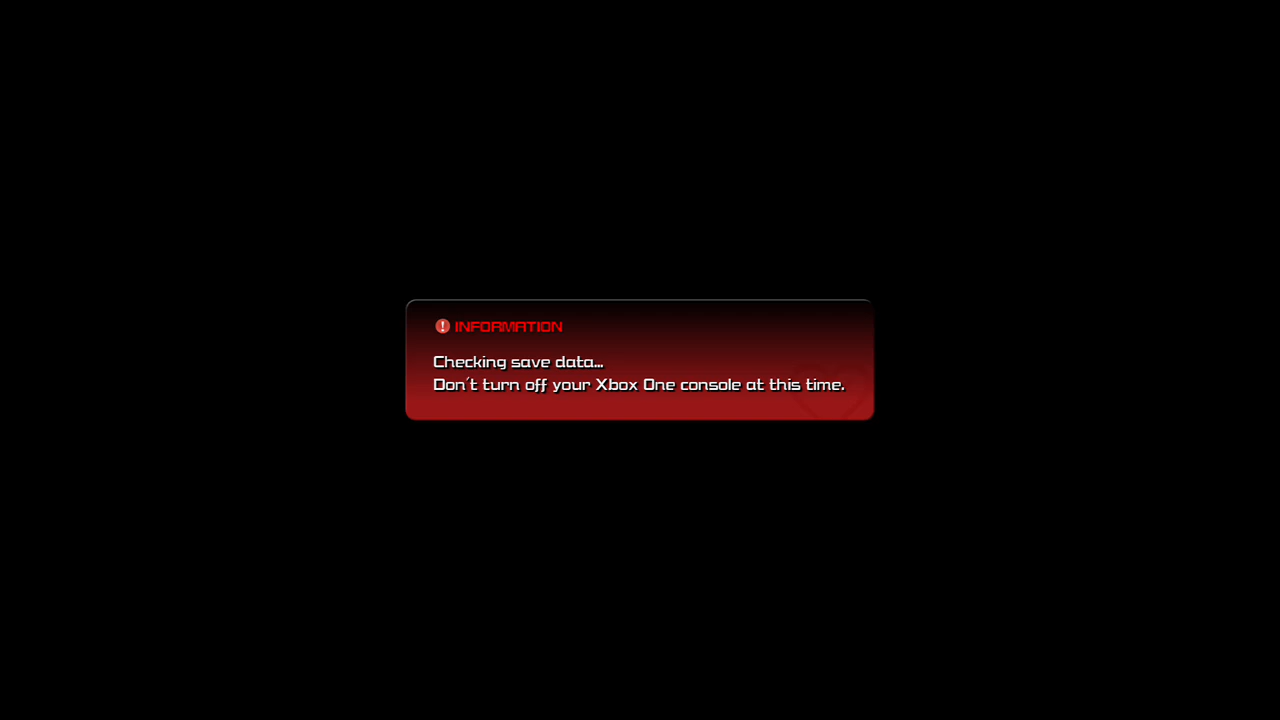 INFORMATION
Checking save data...
Don't turn off your Xbox One console at this time.